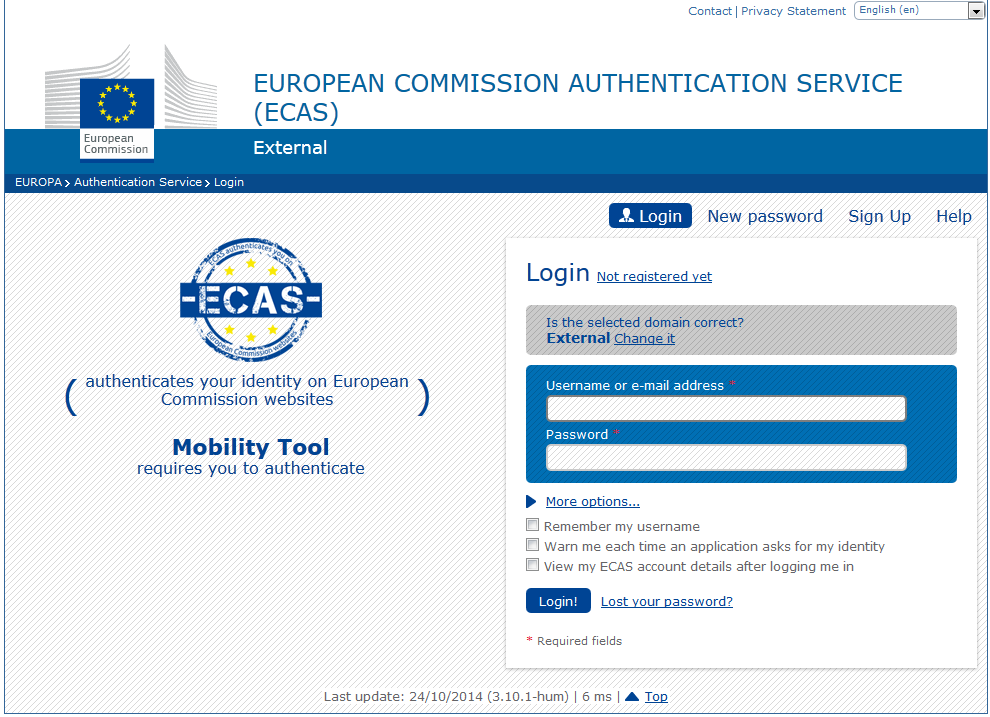 Contact | Privacy Statement English (en)
EUROPEAN COMMISSION AUTHENTICATION SERVICE
(ECAS)
European
Commission
External
EUROPA > Authentication Service > Login
Login New password Sign Up Help
ECAS authenticates you on
ECAS
European Commission websites
authenticates your identity on European
Commission websites
Mobility Tool
requires you to authenticate
Login Not registered yet
Is the selected domain correct?
External Change it
Username or e-mail address *
Password *
More options...
Remember my username
Warn me each time an application asks for my identity
View my ECAS account details after logging me in
Login! Lost your password?
* Required fields
Last update: 24/10/2014 (3.10.1-hum) | 6 ms | Top